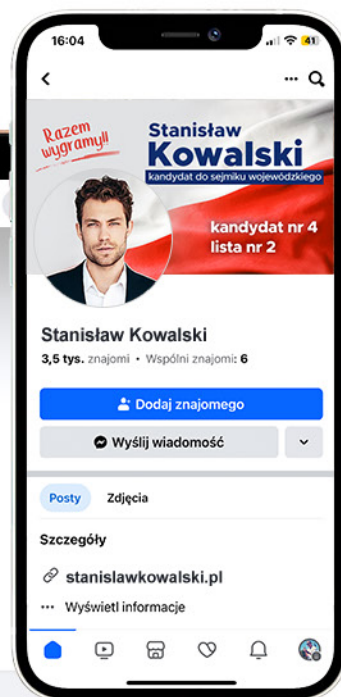 16:04
41
Razem
wygramy!!
Stanisław
Kowalski
kandydat do sejmiku wojewódzkiego
kandydat nr 4
lista nr 2
Stanisław Kowalski
3,5 tys. znajomi • Wspólni znajomi: 6
Dodaj znajomego
Wyślij wiadomość
Posty Zdjęcia
Szczegóły
stanislawkowalski.pl
Wyświetl informacje